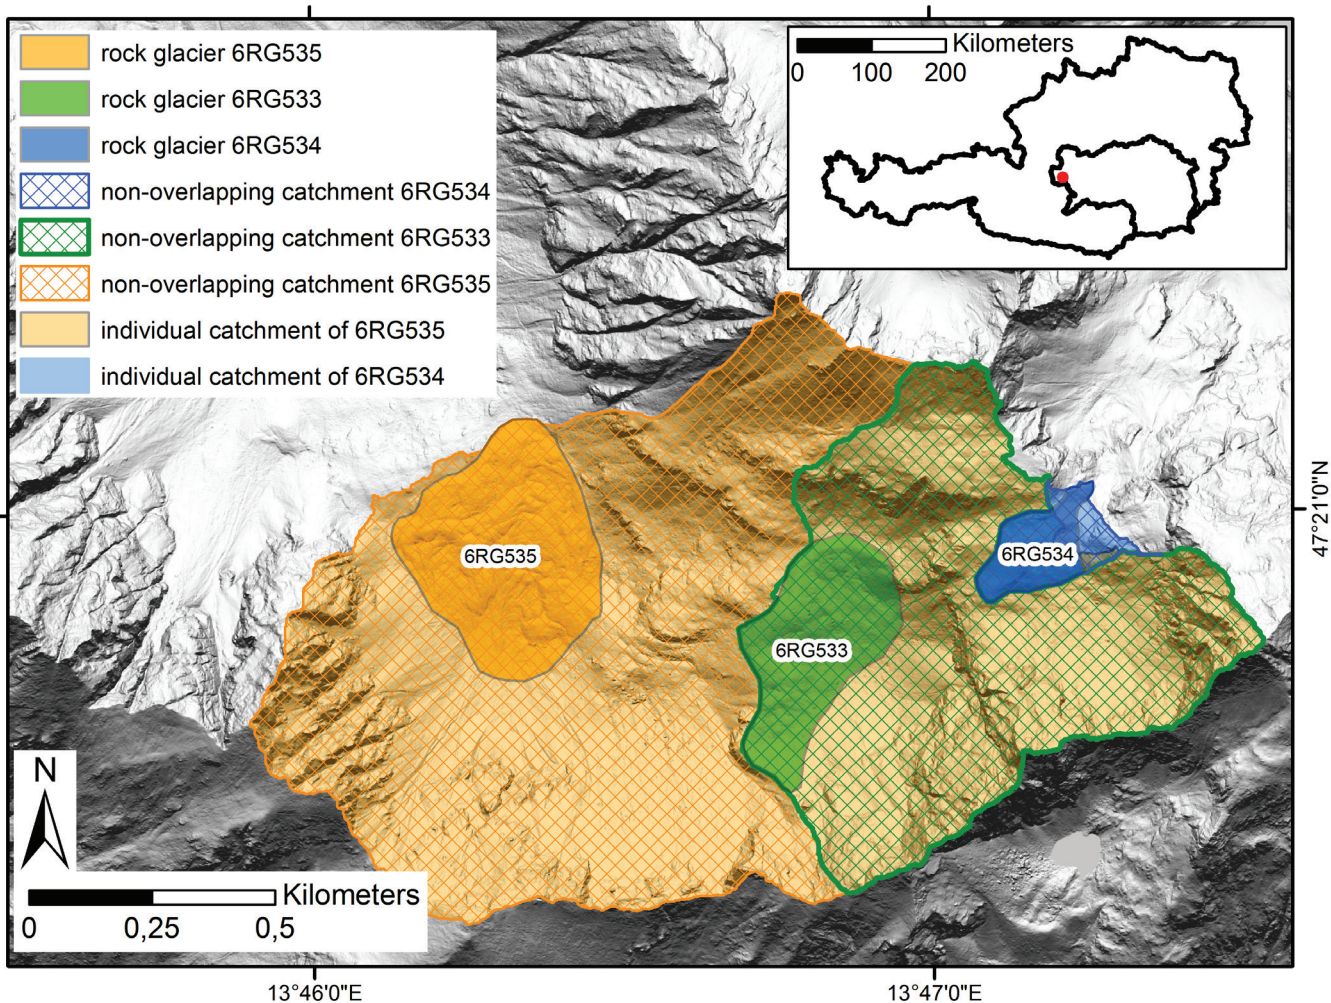 rock glacier 6RG535
rock glacier 6RG533
rock glacier 6RG534
non-overlapping catchment 6RG534
non-overlapping catchment 6RG533
non-overlapping catchment 6RG535
individual catchment of 6RG535
individual catchment of 6RG534
Kilometers
0 100 200
6RG535
6RG534
6RG533
47°21'0"N
N
Kilometers
0 0,25 0,5
13°46'0"E 13°47'0"E